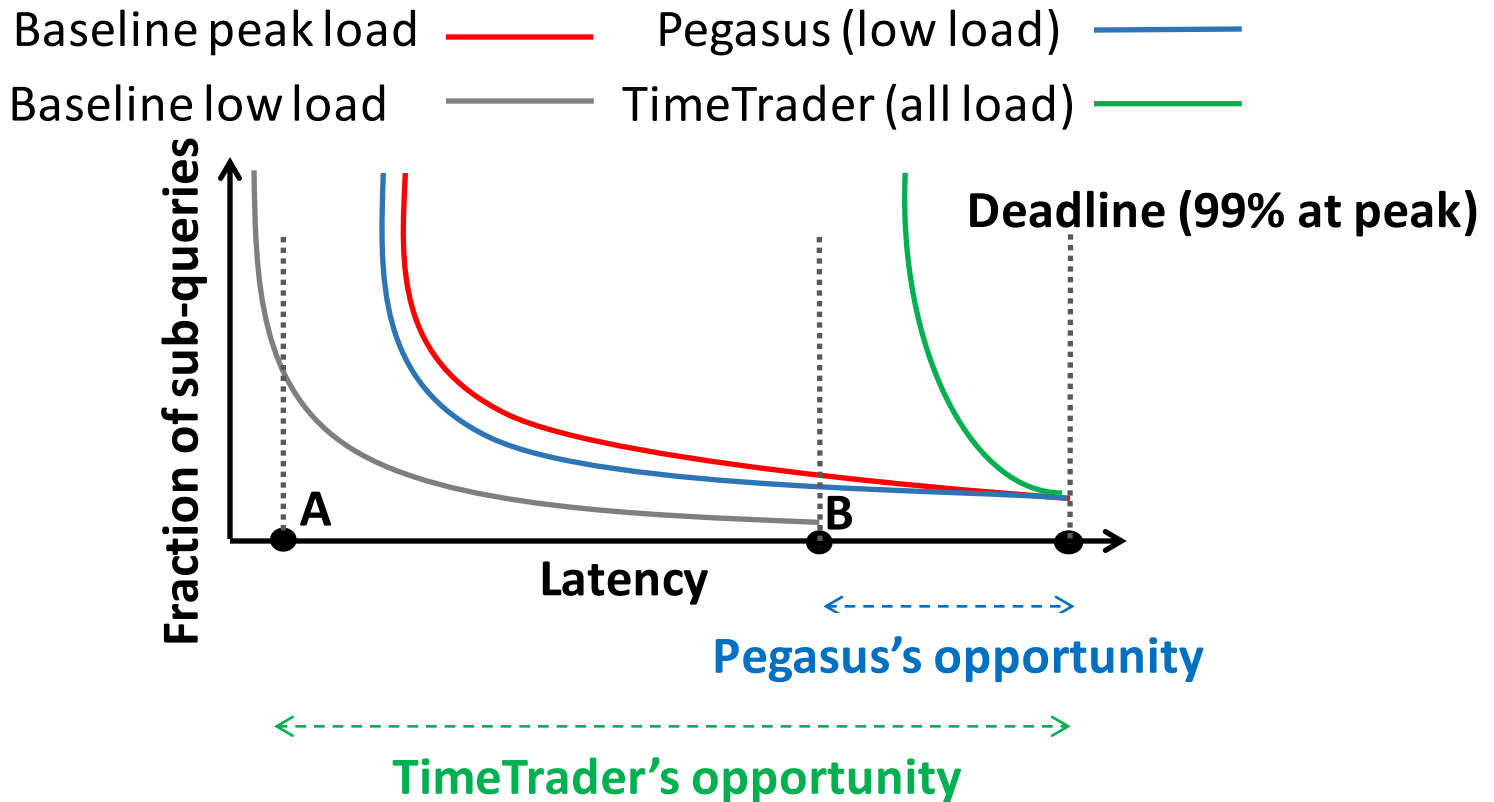 Baseline peak load
Pegasus (low load)
Baseline low load
TimeTrader (all load)
Fraction of sub-queries
Deadline (99% at peak)
A
B
Latency
Pegasus's opportunity
TimeTrader's opportunity